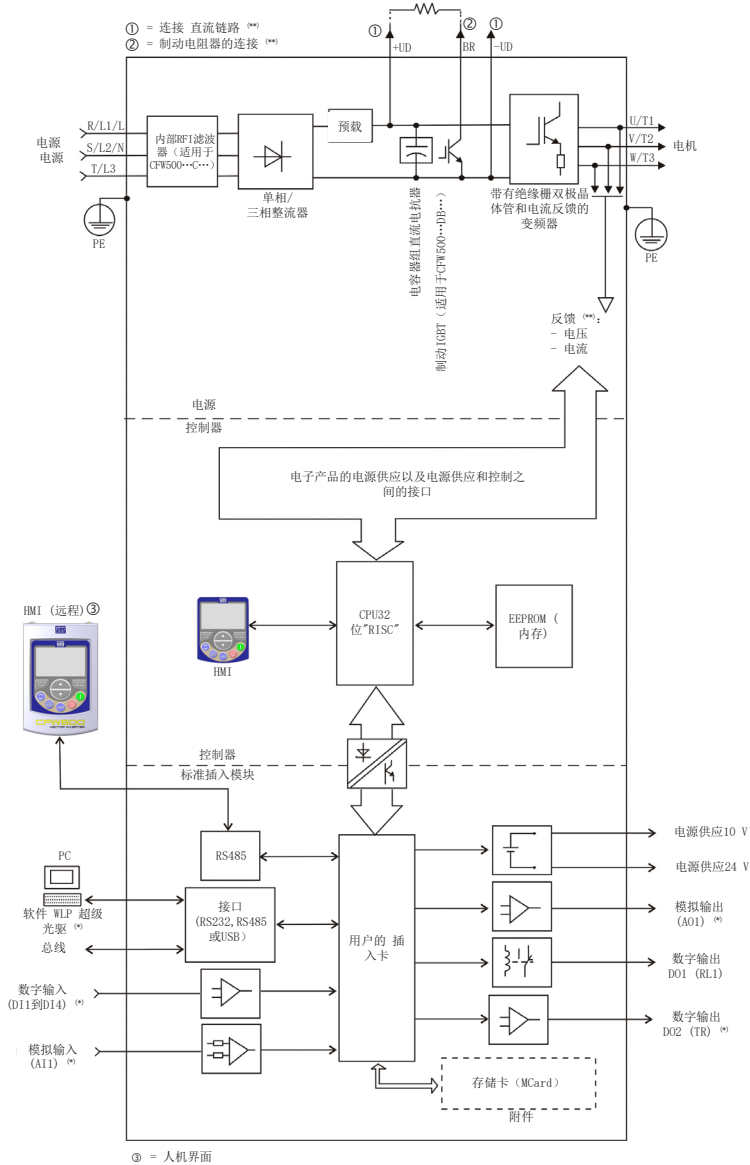 ① = 连接 直流链路 (**)
② = 制动电阻器的连接 (**)
①
②
①
+UD
BR
-UD
电源
电源
R/L1/L
S/L2/N
T/L3
内部RFI滤波
器（适用于
CFW500…C…）
单相/
三相整流器
预载
电容器组直流电抗器
制动IGBT（适用于CFW500…DB…）
带有绝缘栅双极晶
体管和电流反馈的
变频器
U/T1
V/T2
W/T3
电机
PE
PE
反馈 (**)：
- 电压
- 电流
电源
控制器
电子产品的电源供应以及电源供应和控制之
间的接口
HMI (远程)③
HMI
CPU32
位"RISC"
EEPROM (
内存)
CFW500
VECTOR INVERTER
控制器
标准插入模块
RS485
PC
软件 WLP 超级
光驱 (*)
总线
接口
(RS232,RS485
或USB）
数字输入
(DI1到DI4) (*)
模拟输入
(AI1) (*)
用户的 插
入卡
电源供应10 V
电源供应24 V
模拟输出
(AO1) (*)
数字输出
DO1 (RL1)
数字输出
DO2 (TR) (*)
存储卡（MCard）
附件
③ = 人机界面